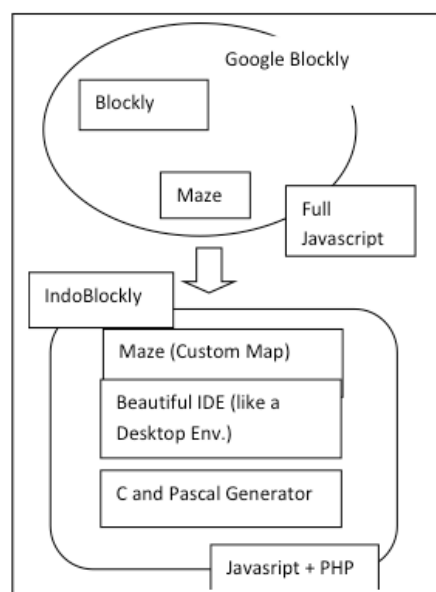 Google Blockly
Blockly
Maze
Full
Javascript
IndoBlockly
Maze (Custom Map)
Beautiful IDE (like a
Desktop Env.)
C and Pascal Generator
Javasript + PHP